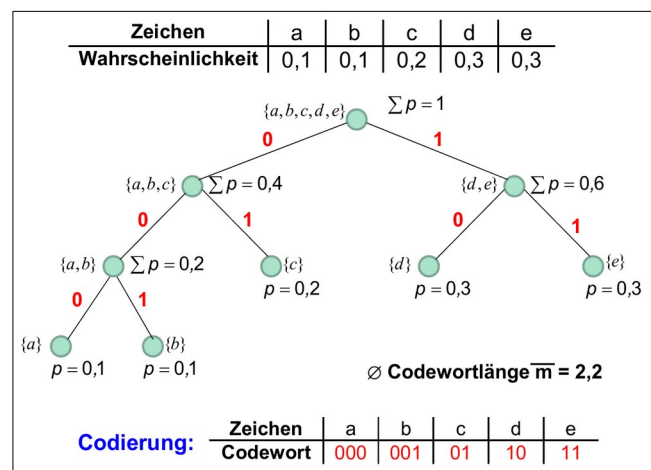 Zeichen a b c d e
Wahrscheinlichkeit 0,1 0,1 0,2 0,3 0,3
{a,b,c,d,e} ∑ p = 1
0 1
{a,b,c} ∑ p = 0,4 {d,e} ∑ p = 0,6
0 1 0 1
{a,b} ∑ p = 0,2 {c} {d} {e}
p = 0,2 p = 0,3 p = 0,3
0 1
{a} {b}
p = 0,1 p = 0,1
∅ Codewortlänge m̅ = 2,2
Codierung:
Zeichen a b c d e
Codewort 000 001 01 10 11